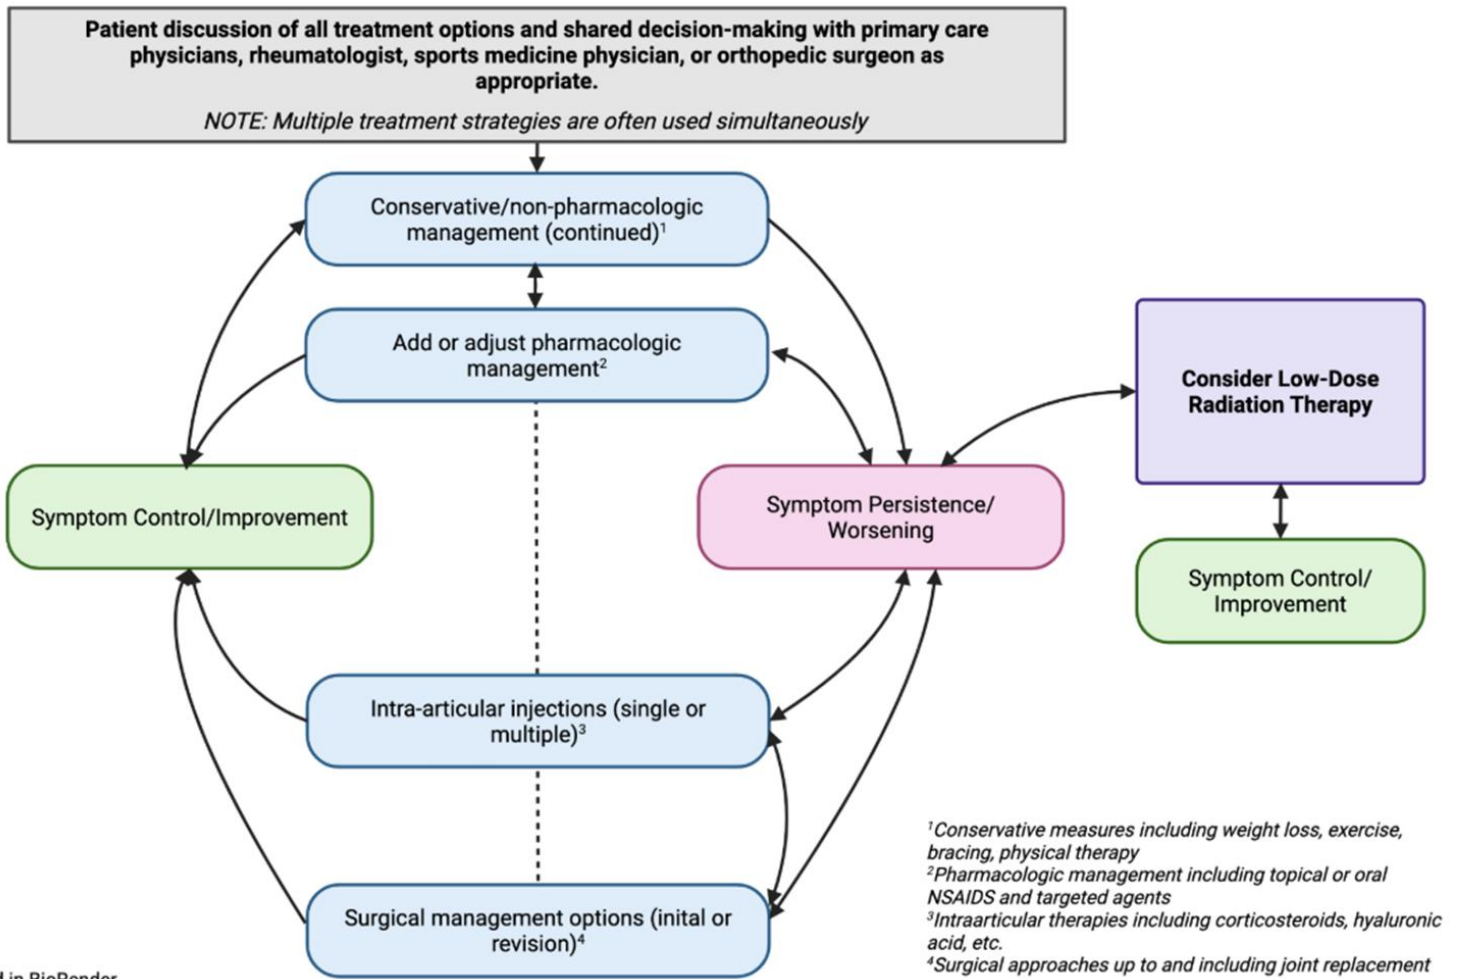 Patient discussion of all treatment options and shared decision-making with primary care
physicians, rheumatologist, sports medicine physician, or orthopedic surgeon as
appropriate.
NOTE: Multiple treatment strategies are often used simultaneously
Conservative/non-pharmacologic
management (continued)¹
Add or adjust pharmacologic
management²
Consider Low-Dose
Radiation Therapy
Symptom Control/Improvement
Symptom Persistence/
Worsening
Symptom Control/
Improvement
Intra-articular injections (single or
multiple)³
Surgical management options (inital or
revision)⁴
¹Conservative measures including weight loss, exercise,
bracing, physical therapy
²Pharmacologic management including topical or oral
NSAIDS and targeted agents
³Intraarticular therapies including corticosteroids, hyaluronic
acid, etc.
⁴Surgical approaches up to and including joint replacement
in BioRender